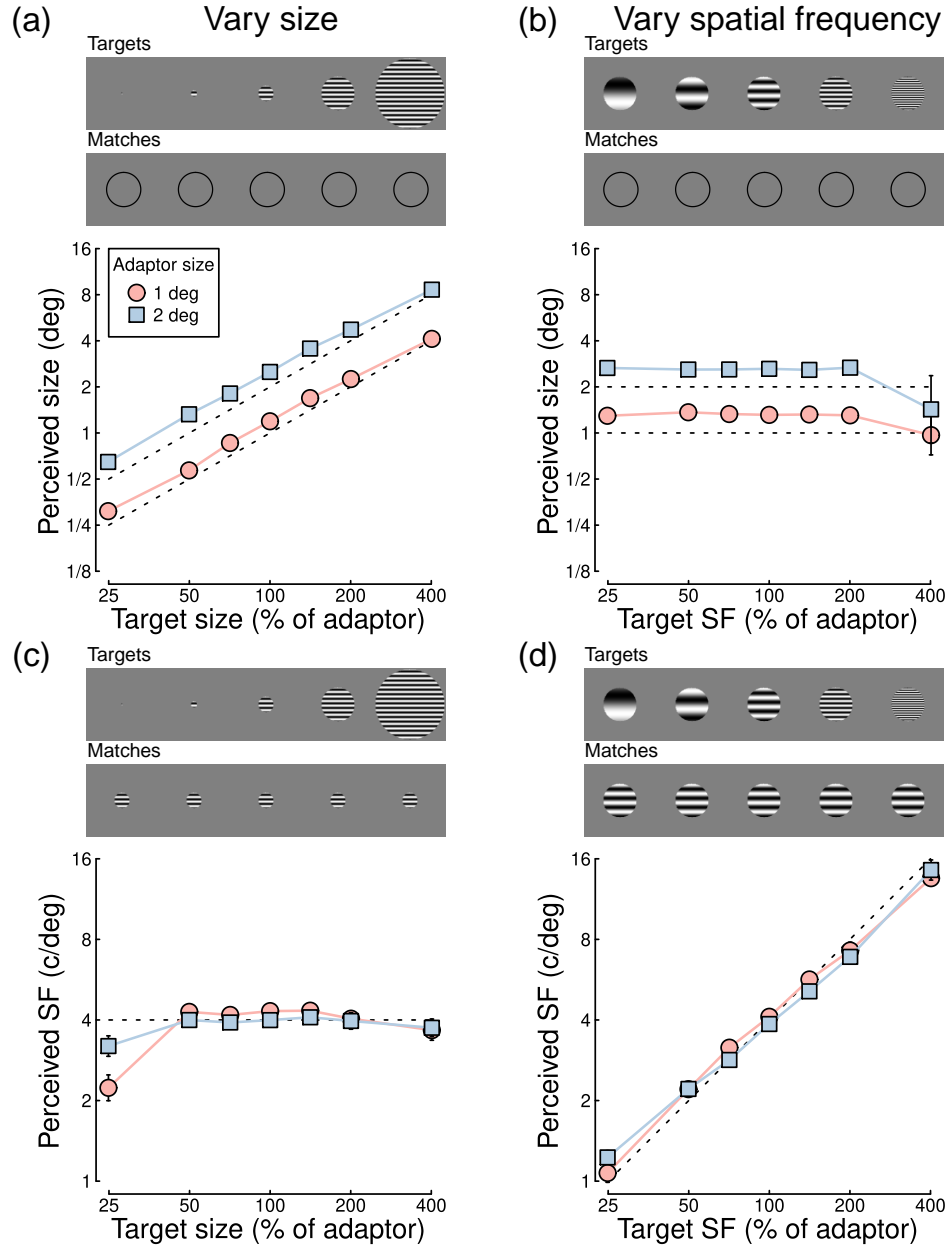 (a) Vary size
Targets
Matches
Perceived size (deg)
16
8
4
2
1
1/2
1/4
1/8
Adaptor size
1 deg
2 deg
25 50 100 200 400
Target size (% of adaptor)
(b) Vary spatial frequency
Targets
Matches
Perceived size (deg)
16
8
4
2
1
1/2
1/4
1/8
25 50 100 200 400
Target SF (% of adaptor)
(c)
Targets
Matches
Perceived SF (c/deg)
16
8
4
2
1
25 50 100 200 400
Target size (% of adaptor)
(d)
Targets
Matches
Perceived SF (c/deg)
16
8
4
2
1
25 50 100 200 400
Target SF (% of adaptor)